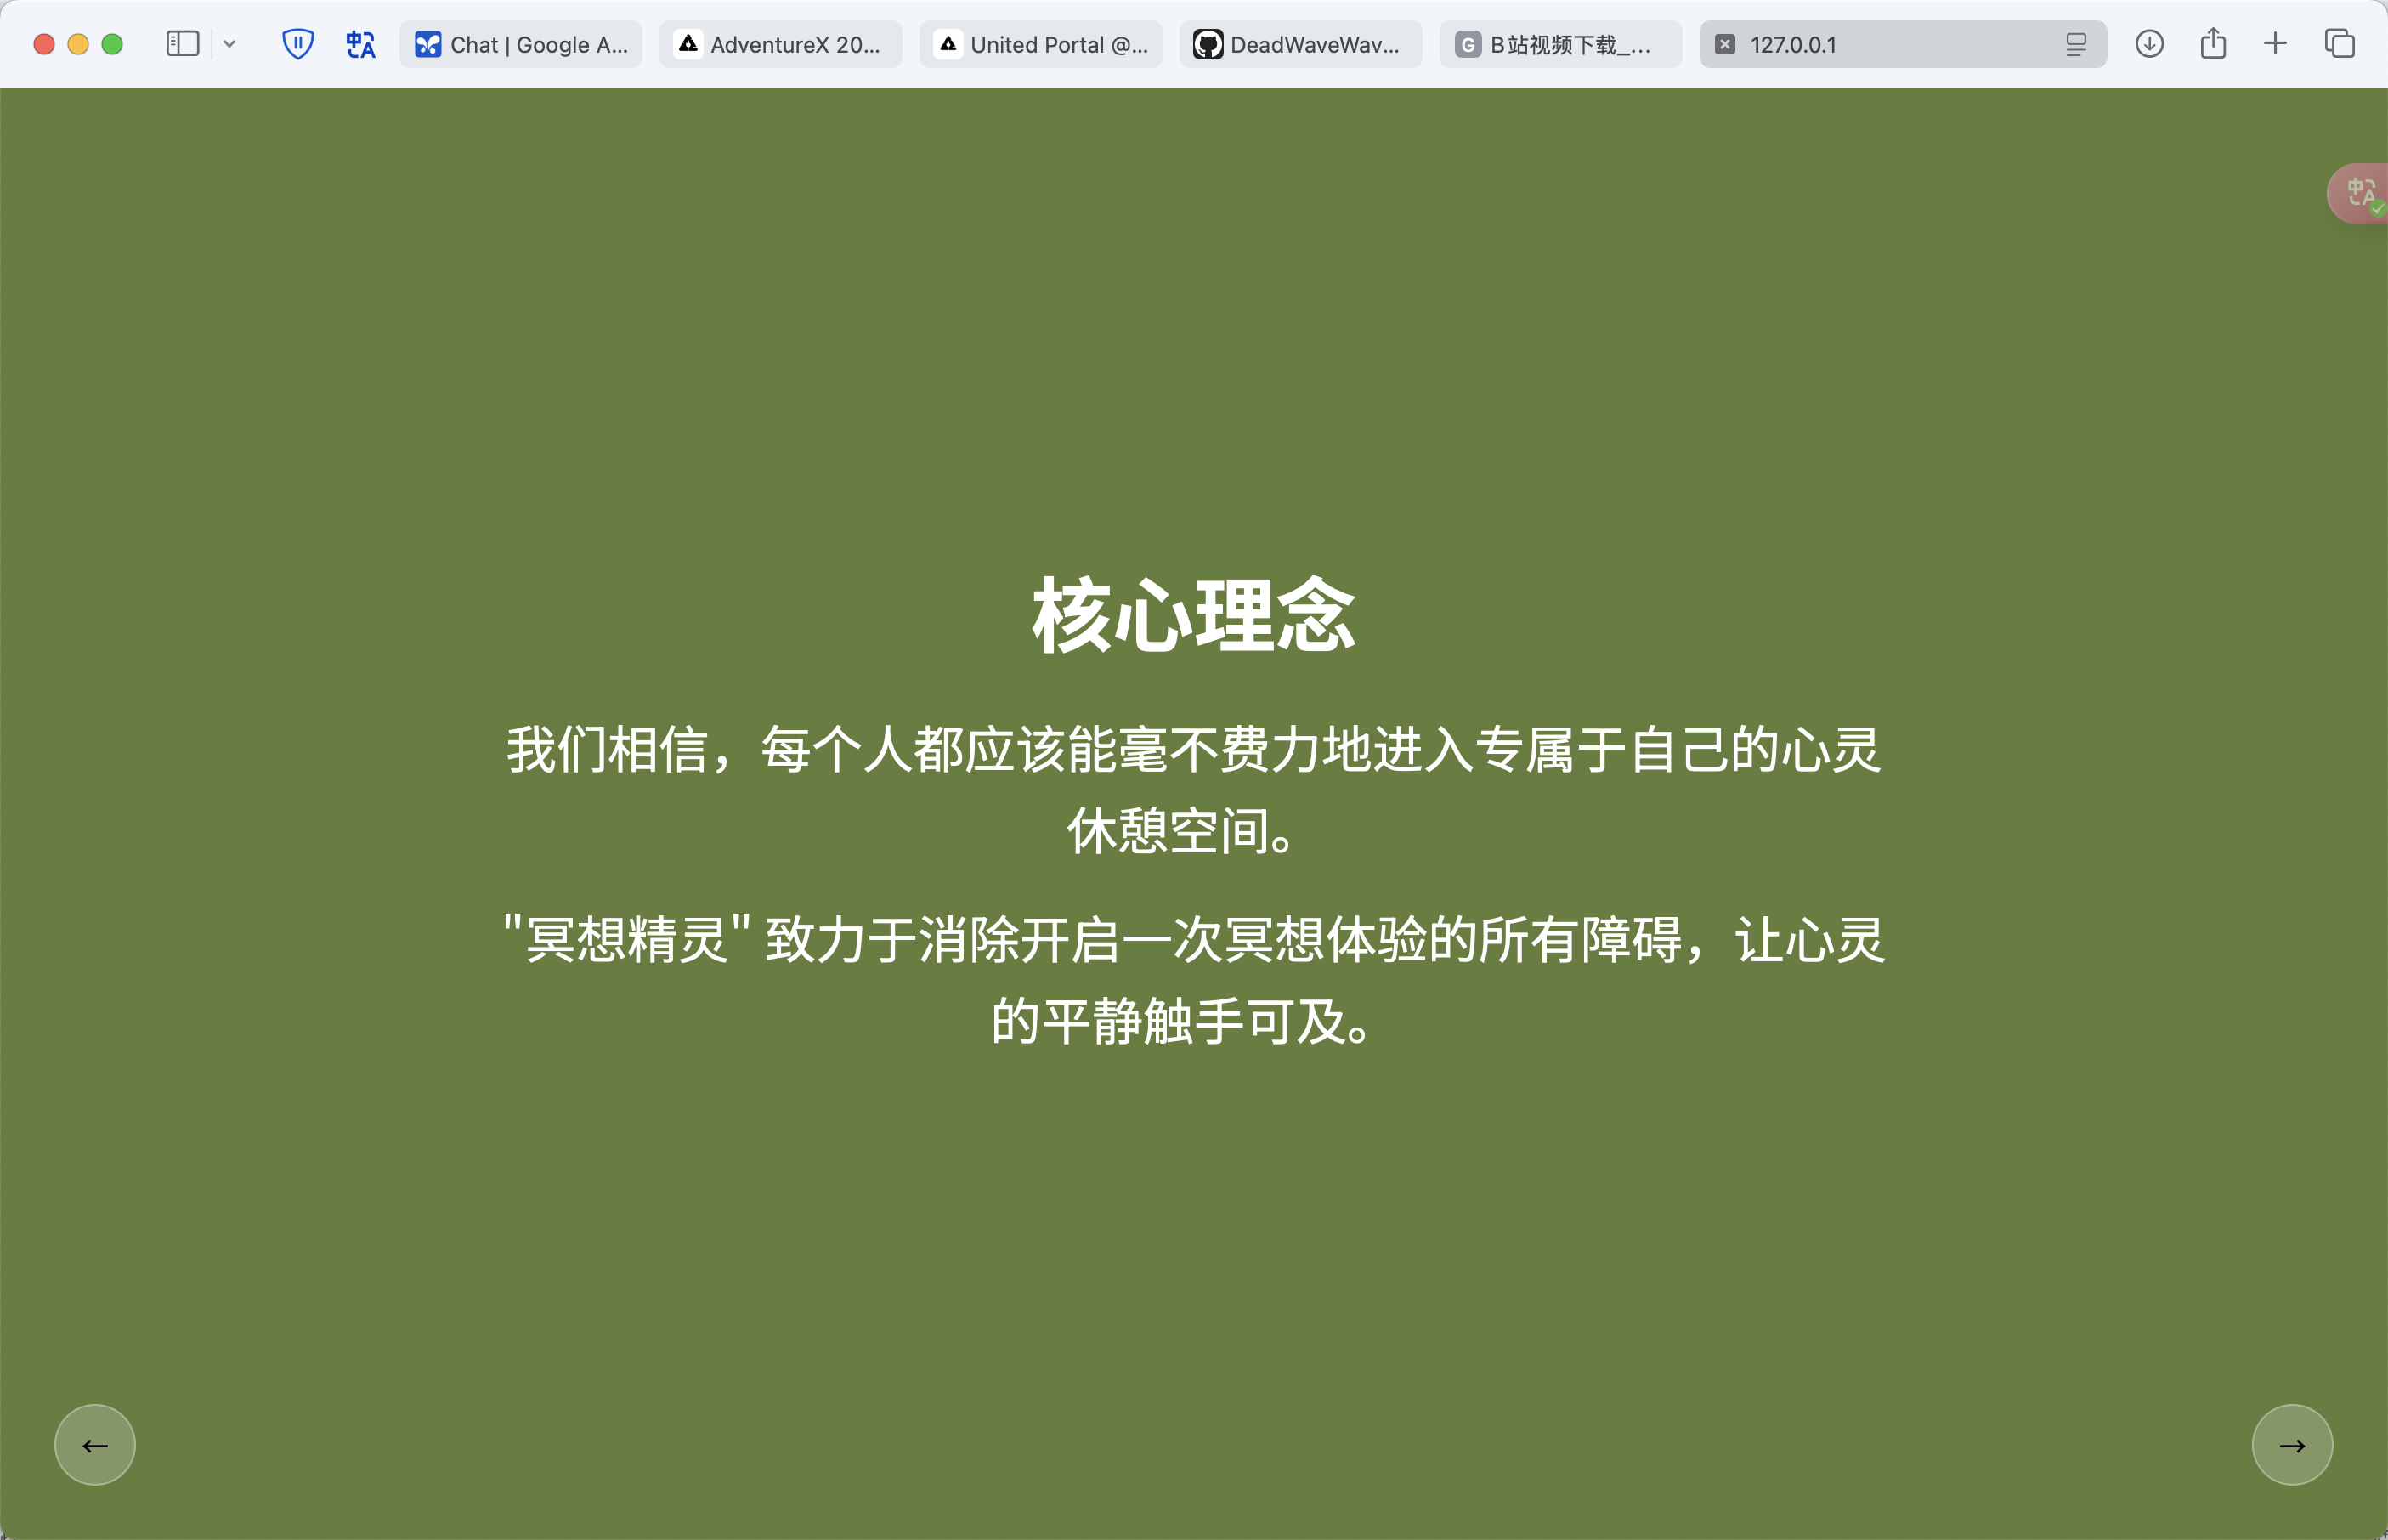 Chat | Google A...
AdventureX 20...
United Portal @...
DeadWaveWav...
G
B站视频下载_...
127.0.0.1
核心理念
我们相信，每个人都应该能毫不费力地进入专属于自己的心灵
休憩空间。
"冥想精灵" 致力于消除开启一次冥想体验的所有障碍，让心灵
的平静触手可及。
←
→